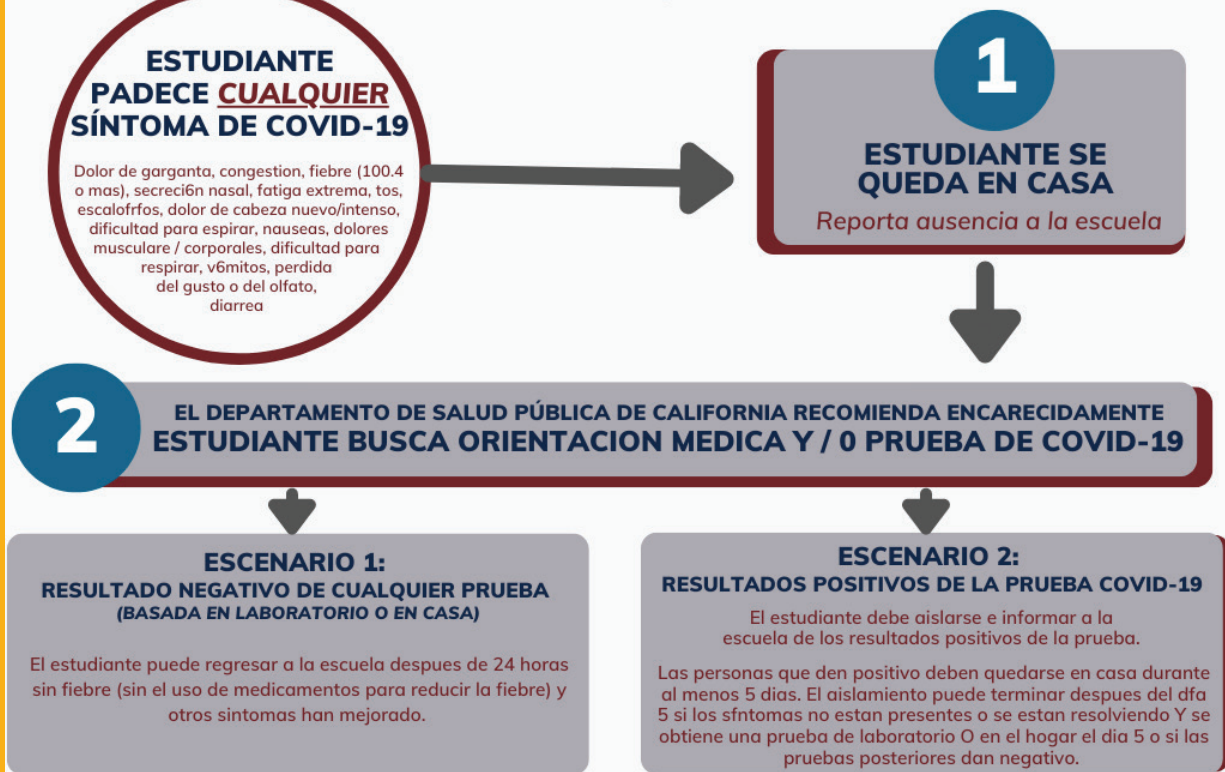 ESTUDIANTE
PADECE CUALQUIER
SÍNTOMA DE COVID-19
Dolor de garganta, congestion, fiebre (100.4
o mas), secreci6n nasal, fatiga extrema, tos,
escalofrfos, dolor de cabeza nuevo/intenso,
dificultad para espirar, nauseas, dolores
musculare / corporales, dificultad para
respirar, v6mitos, perdida
del gusto o del olfato,
diarrea
1
ESTUDIANTE SE
QUEDA EN CASA
Reporta ausencia a la escuela
2
EL DEPARTAMENTO DE SALUD PÚBLICA DE CALIFORNIA RECOMIENDA ENCARECIDAMENTE
ESTUDIANTE BUSCA ORIENTACION MEDICA Y / 0 PRUEBA DE COVID-19
ESCENARIO 1:
RESULTADO NEGATIVO DE CUALQUIER PRUEBA
(BASADA EN LABORATORIO O EN CASA)
El estudiante puede regresar a la escuela despues de 24 horas
sin fiebre (sin el uso de medicamentos para reducir la fiebre) y
otros sintomas han mejorado.
ESCENARIO 2:
RESULTADOS POSITIVOS DE LA PRUEBA COVID-19
El estudiante debe aislarse e informar a la
escuela de los resultados positivos de la prueba.
Las personas que den positivo deben quedarse en casa durante
al menos 5 dias. El aislamiento puede terminar despues del dfa
5 si los sfntomas no estan presentes o se estan resolviendo Y se
obtiene una prueba de laboratorio O en el hogar el dia 5 o si las
pruebas posteriores dan negativo.